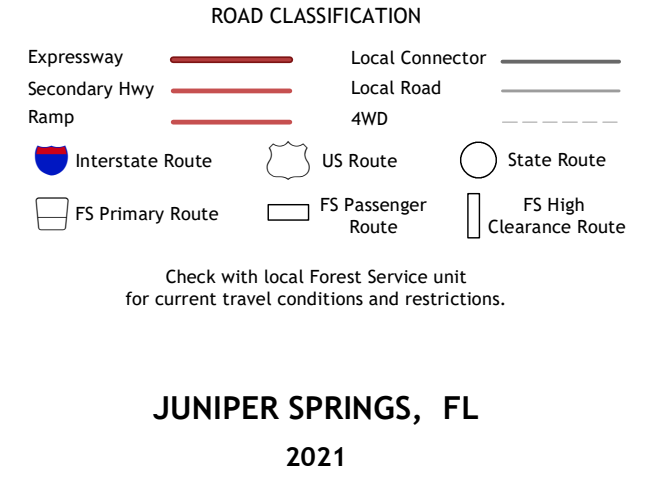 ROAD CLASSIFICATION
Expressway
Local Connector
Secondary Hwy
Local Road
Ramp
4WD
Interstate Route
US Route
State Route
FS Primary Route
FS Passenger
Route
FS High
Clearance Route
Check with local Forest Service unit
for current travel conditions and restrictions.
JUNIPER SPRINGS, FL
2021